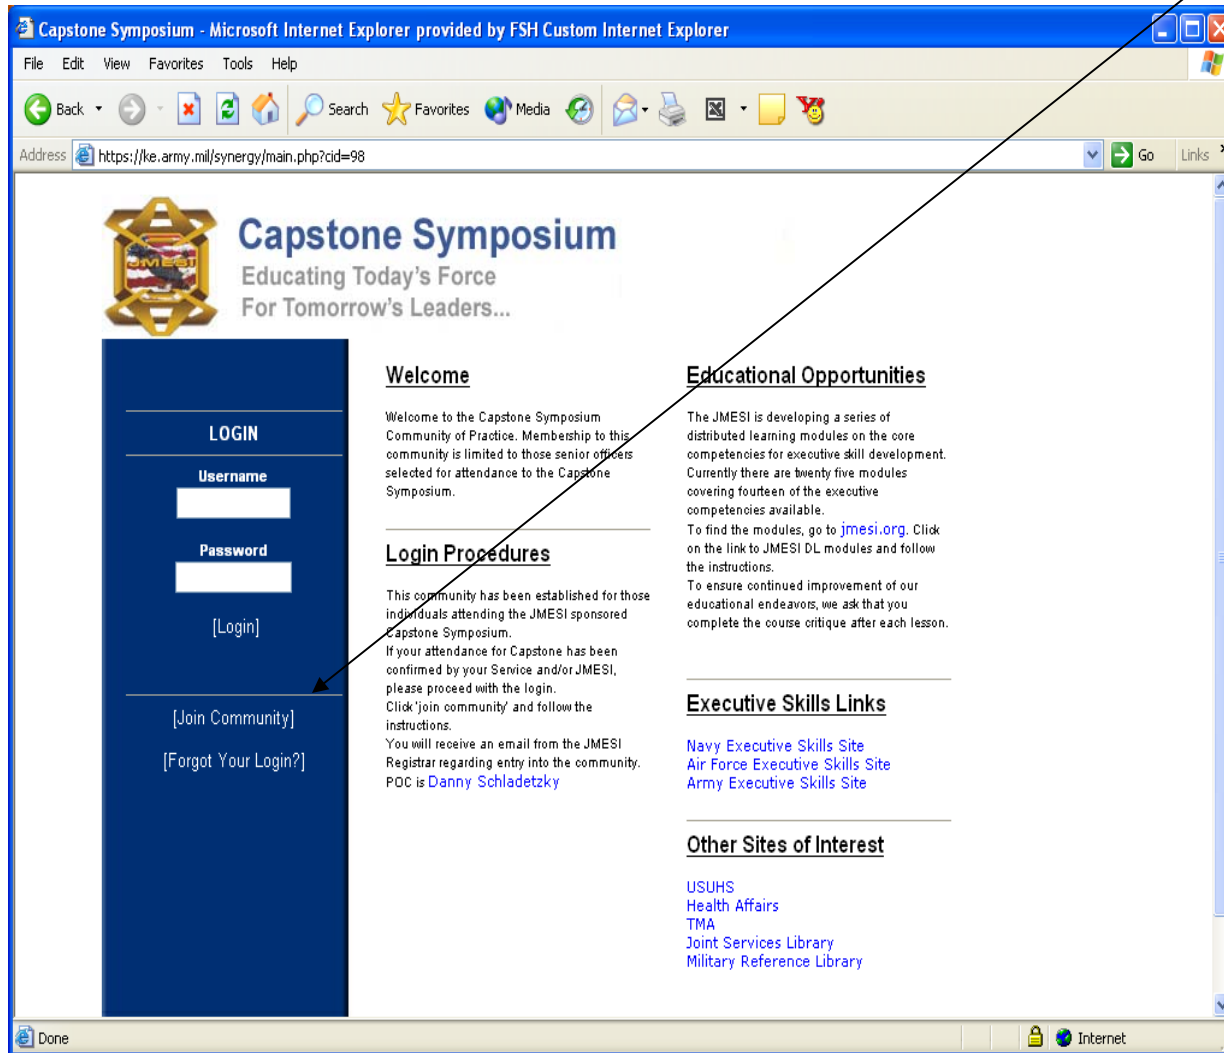 Capstone Symposium - Microsoft Internet Explorer provided by FSH Custom Internet Explorer
File Edit View Favorites Tools Help
Back Search Favorites Media
Address https://ke.army.mil/synergy/main.php?cid=98 Go Links
JMESI
Capstone Symposium
Educating Today's Force
For Tomorrow's Leaders...
LOGIN
Username
Password
[Login]
[Join Community]
[Forgot Your Login?]
Welcome
Welcome to the Capstone Symposium
Community of Practice. Membership to this
community is limited to those senior officers
selected for attendance to the Capstone
Symposium.
Login Procedures
This community has been established for those
individuals attending the JMESI sponsored
Capstone Symposium.
If your attendance for Capstone has been
confirmed by your Service and/or JMESI,
please proceed with the login.
Click 'join community' and follow the
instructions.
You will receive an email from the JMESI
Registrar regarding entry into the community.
POC is Danny Schladetzky
Educational Opportunities
The JMESI is developing a series of
distributed learning modules on the core
competencies for executive skill development.
Currently there are twenty five modules
covering fourteen of the executive
competencies available.
To find the modules, go to jmesi.org. Click
on the link to JMESI DL modules and follow
the instructions.
To ensure continued improvement of our
educational endeavors, we ask that you
complete the course critique after each lesson.
Executive Skills Links
Navy Executive Skills Site
Air Force Executive Skills Site
Army Executive Skills Site
Other Sites of Interest
USUHS
Health Affairs
TMA
Joint Services Library
Military Reference Library
Done Internet